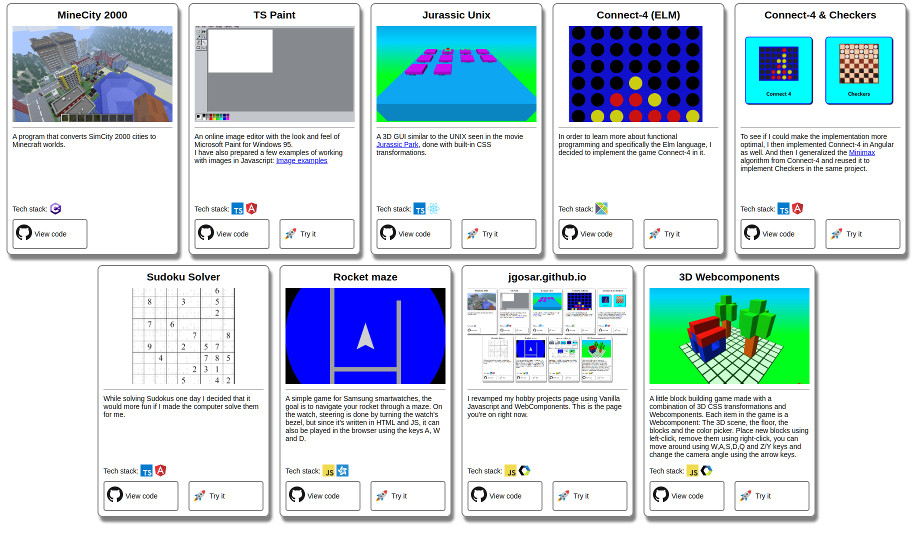 MineCity 2000
A program that converts SimCity 2000 cities to
Minecraft worlds.
Tech stack:
View code
TS Paint
An online image editor with the look and feel of
Microsoft Paint for Windows 95.
I have also prepared a few examples of working
with images in Javascript: Image examples
Tech stack: TS
View code
Try it
Jurassic Unix
A 3D GUI similar to the UNIX seen in the movie
Jurassic Park, done with built-in CSS
transformations.
Tech stack: TS
View code
Try it
Connect-4 (ELM)
In order to learn more about functional
programming and specifically the Elm language, I
decided to implement the game Connect-4 in it.
Tech stack:
View code
Try it
Connect-4 & Checkers
Connect 4
Checkers
To see if I could make the implementation more
optimal, I then implemented Connect-4 in Angular
as well. And then I generalized the Minimax
algorithm from Connect-4 and reused it to
implement Checkers in the same project.
Tech stack: TS
View code
Try it
Sudoku Solver
6
8 3 5
2
7 6
7 8
9 2 5 7
4 7 8 5
2 3 1
5 4 2
While solving Sudokus one day I decided that it
would more fun if I made the computer solve them
for me.
Tech stack: TS
View code
Try it
Rocket maze
A simple game for Samsung smartwatches, the
goal is to navigate your rocket through a maze. On
the watch, steering is done by turning the watch's
bezel, but since it's written in HTML and JS, it can
also be played in the browser using the keys A, W
and D.
Tech stack: JS
View code
Try it
jgosar.github.io
I revamped my hobby projects page using Vanilla
Javascript and WebComponents. This is the page
you're on right now.
Tech stack: JS
View code
Try it
3D Webcomponents
A little block building game made with a
combination of 3D CSS transformations and
Webcomponents. Each item in the game is a
WebComponent: The 3D scene, the floor, the
blocks and the color picker. Place new blocks using
left-click, remove them using right-click, you can
move around using W,A,S,D,Q and Z/Y keys and
change the camera angle using the arrow keys.
Tech stack: JS
View code
Try it